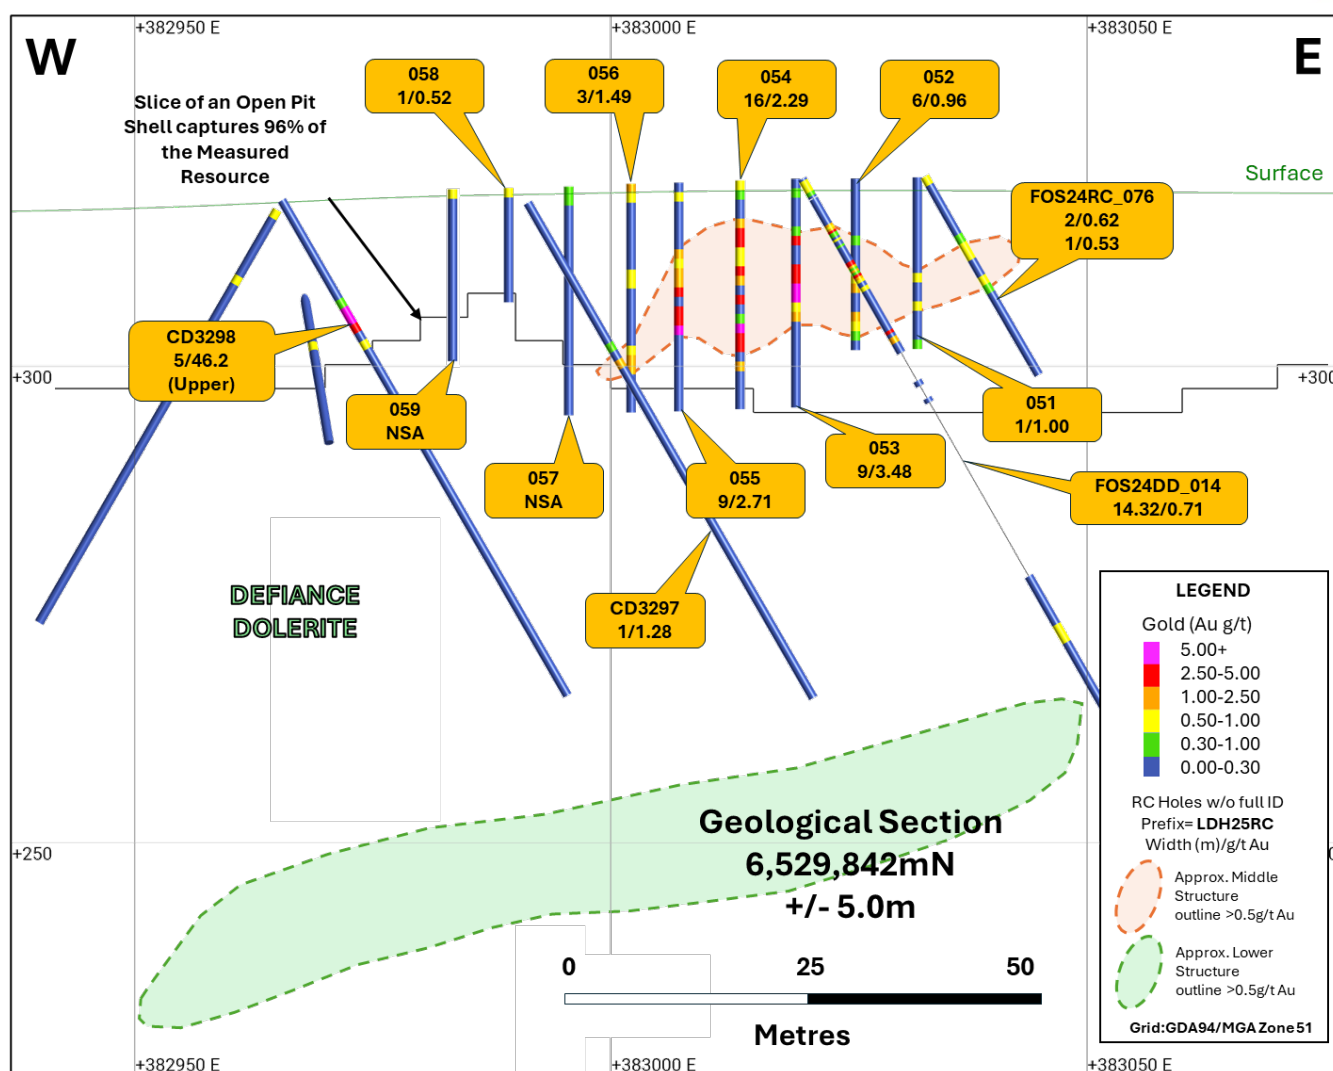 +382950 E
+383000 E
+383050 E
W
E
058
1/0.52
056
3/1.49
054
16/2.29
052
6/0.96
Slice of an Open Pit
Shell captures 96% of
the Measured
Resource
Surface
FOS24RC_076
2/0.62
1/0.53
CD3298
5/46.2
(Upper)
+300
+300
059
NSA
051
1/1.00
053
9/3.48
057
NSA
055
9/2.71
FOS24DD_014
14.32/0.71
DEFIANCE
DOLERITE
CD3297
1/1.28
LEGEND
Gold (Au g/t)
5.00+
2.50-5.00
1.00-2.50
0.50-1.00
0.30-1.00
0.00-0.30
RC Holes w/o full ID
Prefix= LDH25RC
Width (m)/g/t Au
Approx. Middle
Structure
outline >0.5g/t Au
Approx. Lower
Structure
outline >0.5g/t Au
Grid:GDA94/MGA Zone 51
+250
0
Geological Section
6,529,842mN
+/- 5.0m
0
25
50
Metres
+382950 E
+383000 E
+383050 E